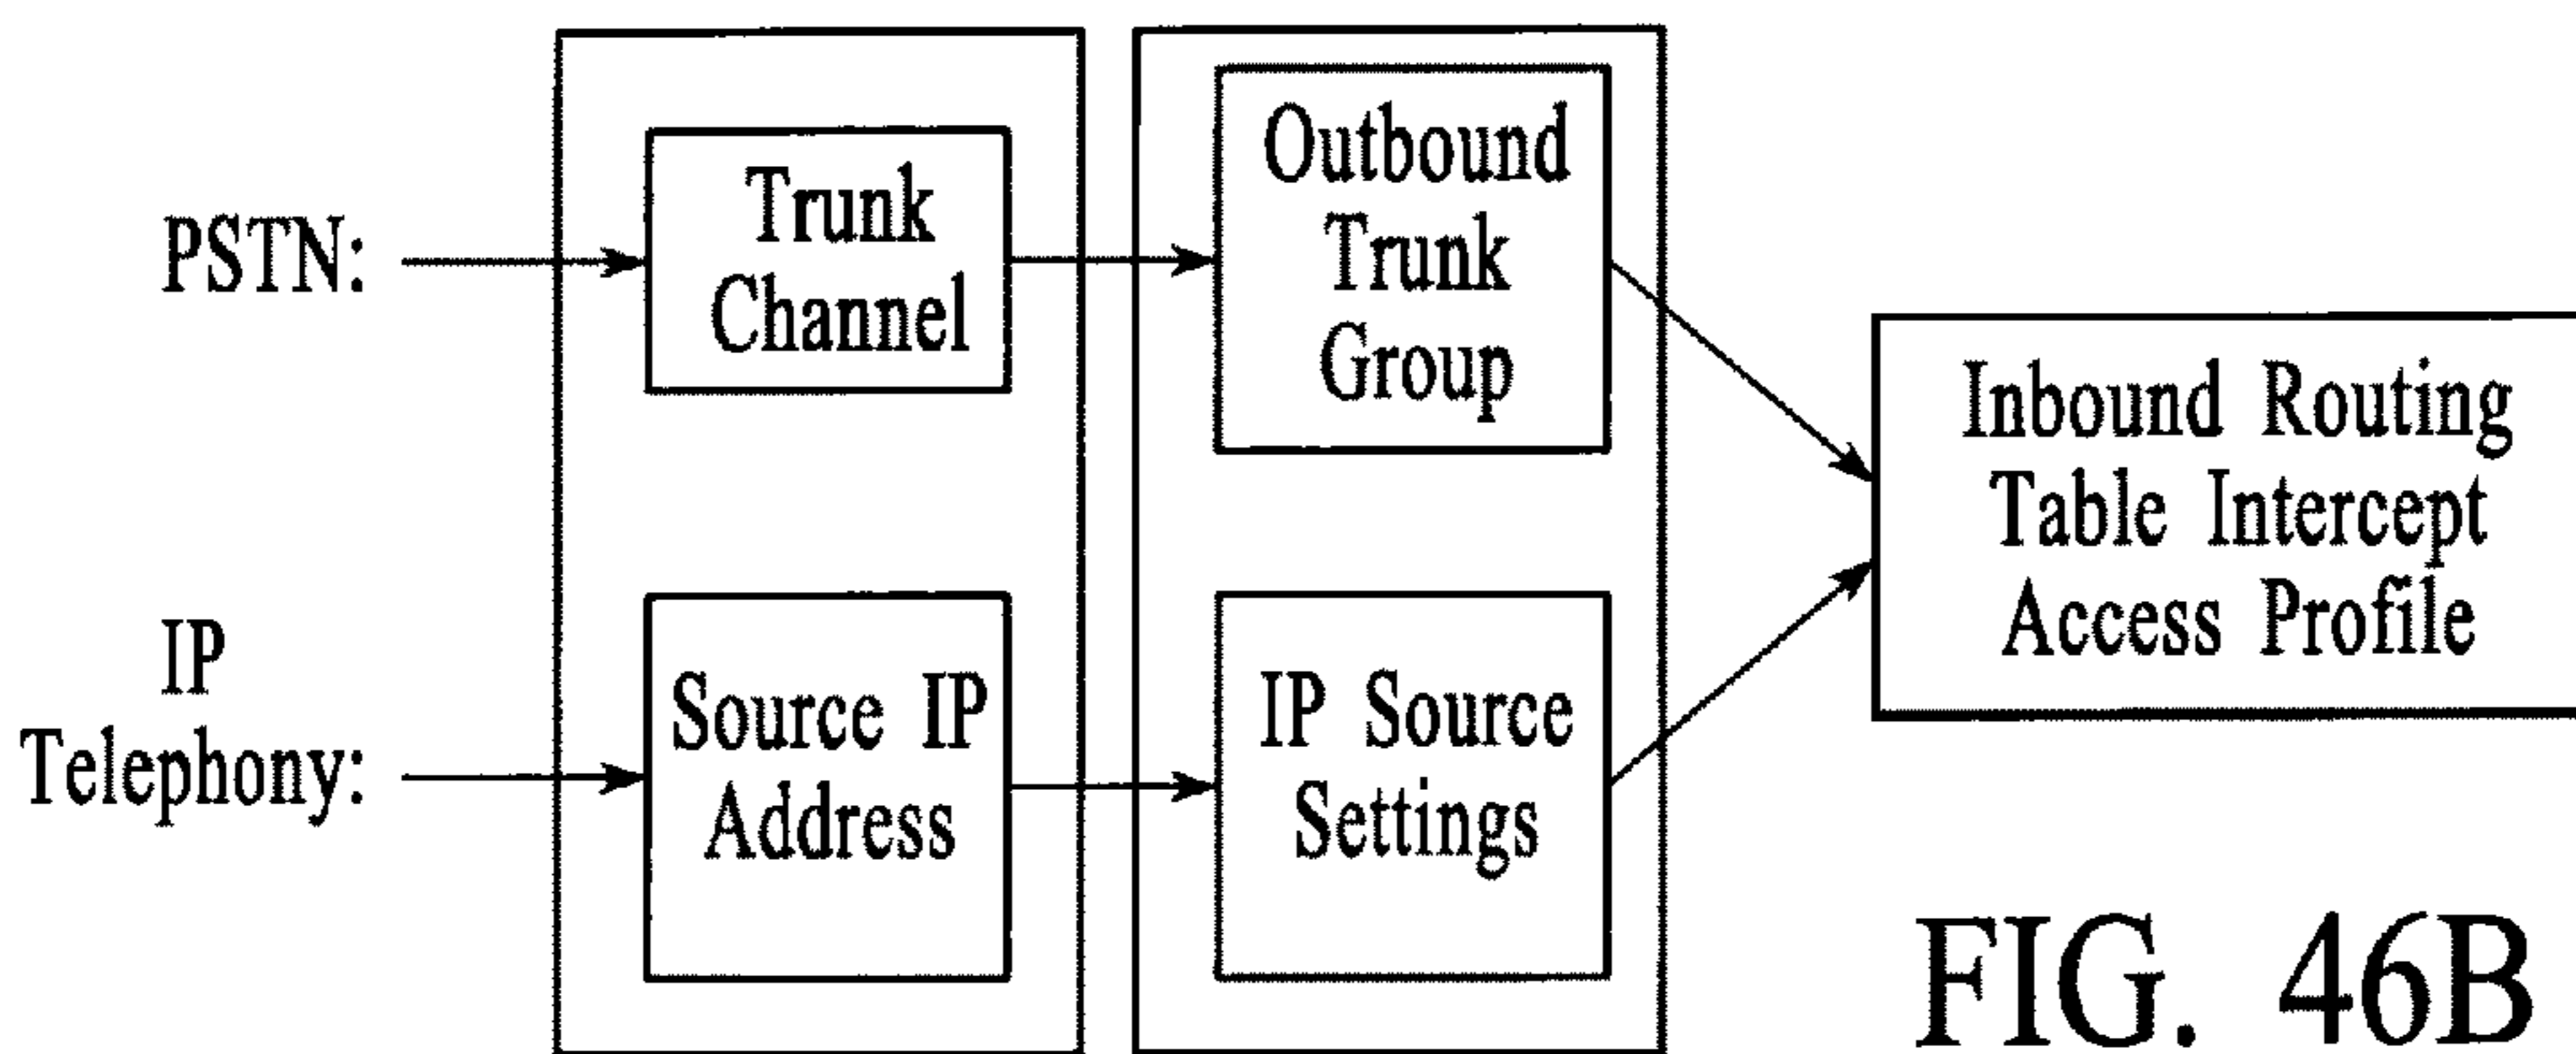 PSTN:
Trunk
Channel
Outbound
Trunk
Group
IP
Telephony:
Source IP
Address
IP Source
Settings
Inbound Routing
Table Intercept
Access Profile
FIG. 46B